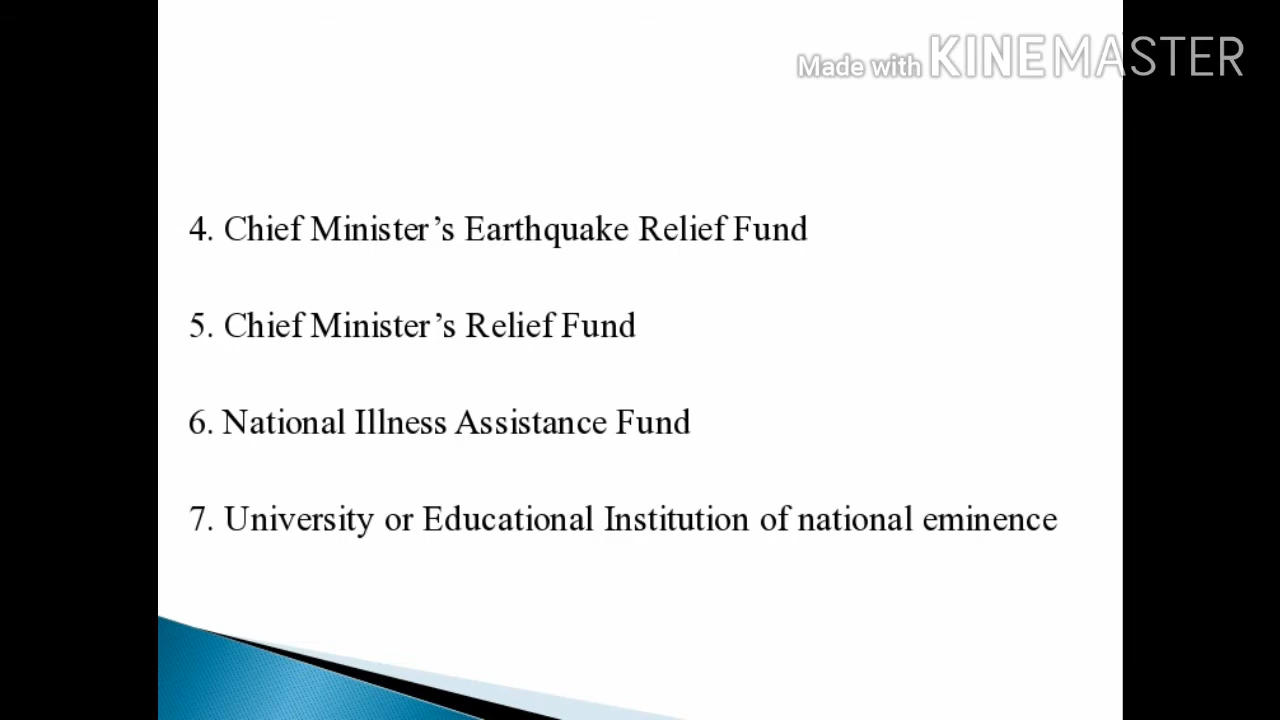 Made with KINEMASTER
4. Chief Minister’s Earthquake Relief Fund
5. Chief Minister’s Relief Fund
6. National Illness Assistance Fund
7. University or Educational Institution of national eminence